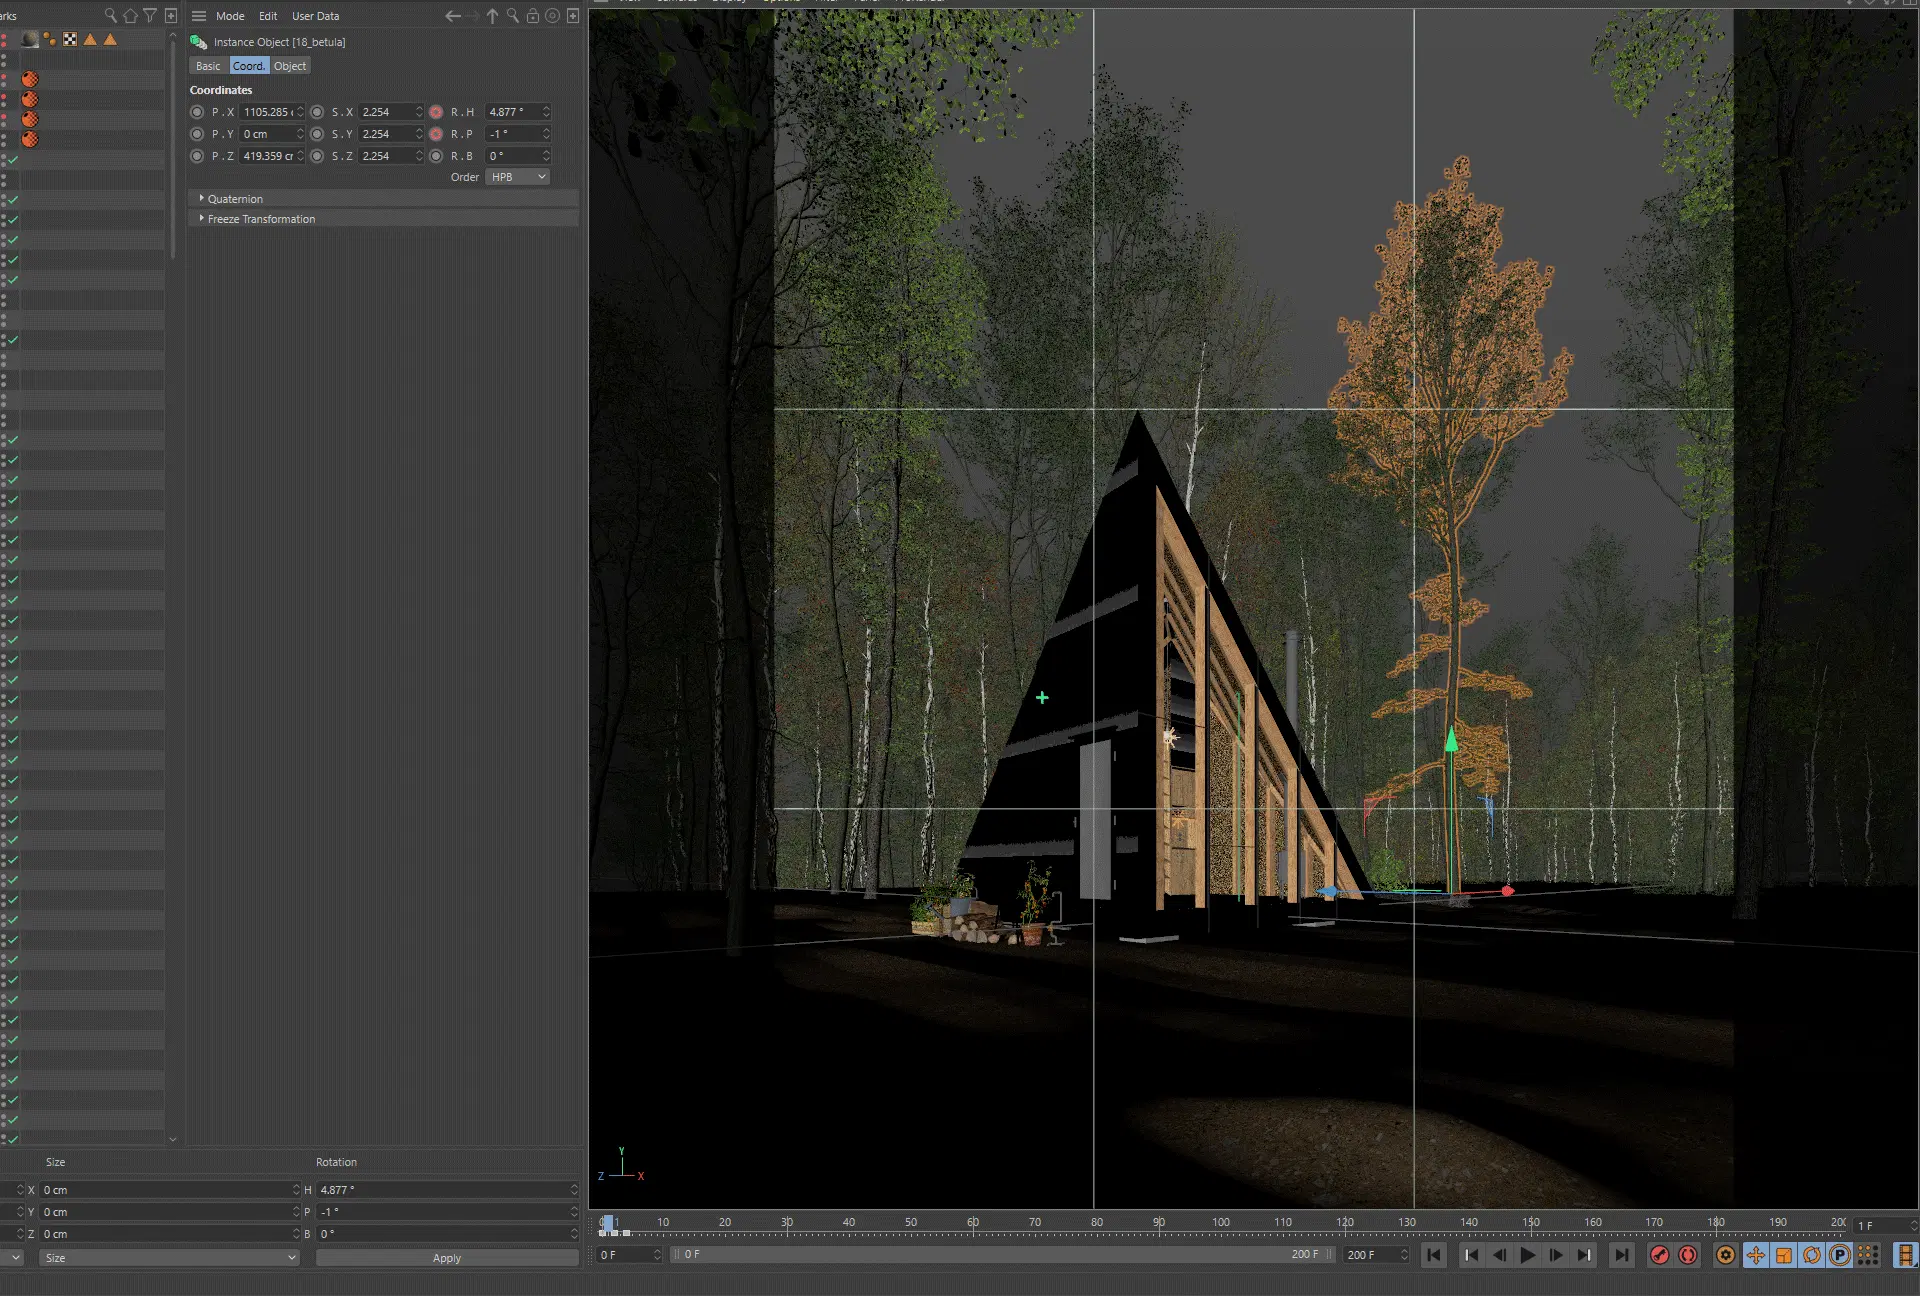 Mode Edit User Data
Instance Object [18_betula]
Basic Coord. Object
Coordinates
P . X 1105.285 S . X 2.254 R . H 4.877 °
P . Y 0 cm S . Y 2.254 R . P -1 °
P . Z 419.359 cr S . Z 2.254 R . B 0 °
Order HPB
Quaternion
Freeze Transformation
Y
Z X
Size Rotation
X 0 cm H 4.877 °
Y 0 cm P -1 °
Z 0 cm B 0 °
Size Apply
0 1 10 20 30 40 50 60 70 80 90 100 110 120 130 140 150 160 170 180 190 20 1 F
0 F 0 F 200 F 200 F P